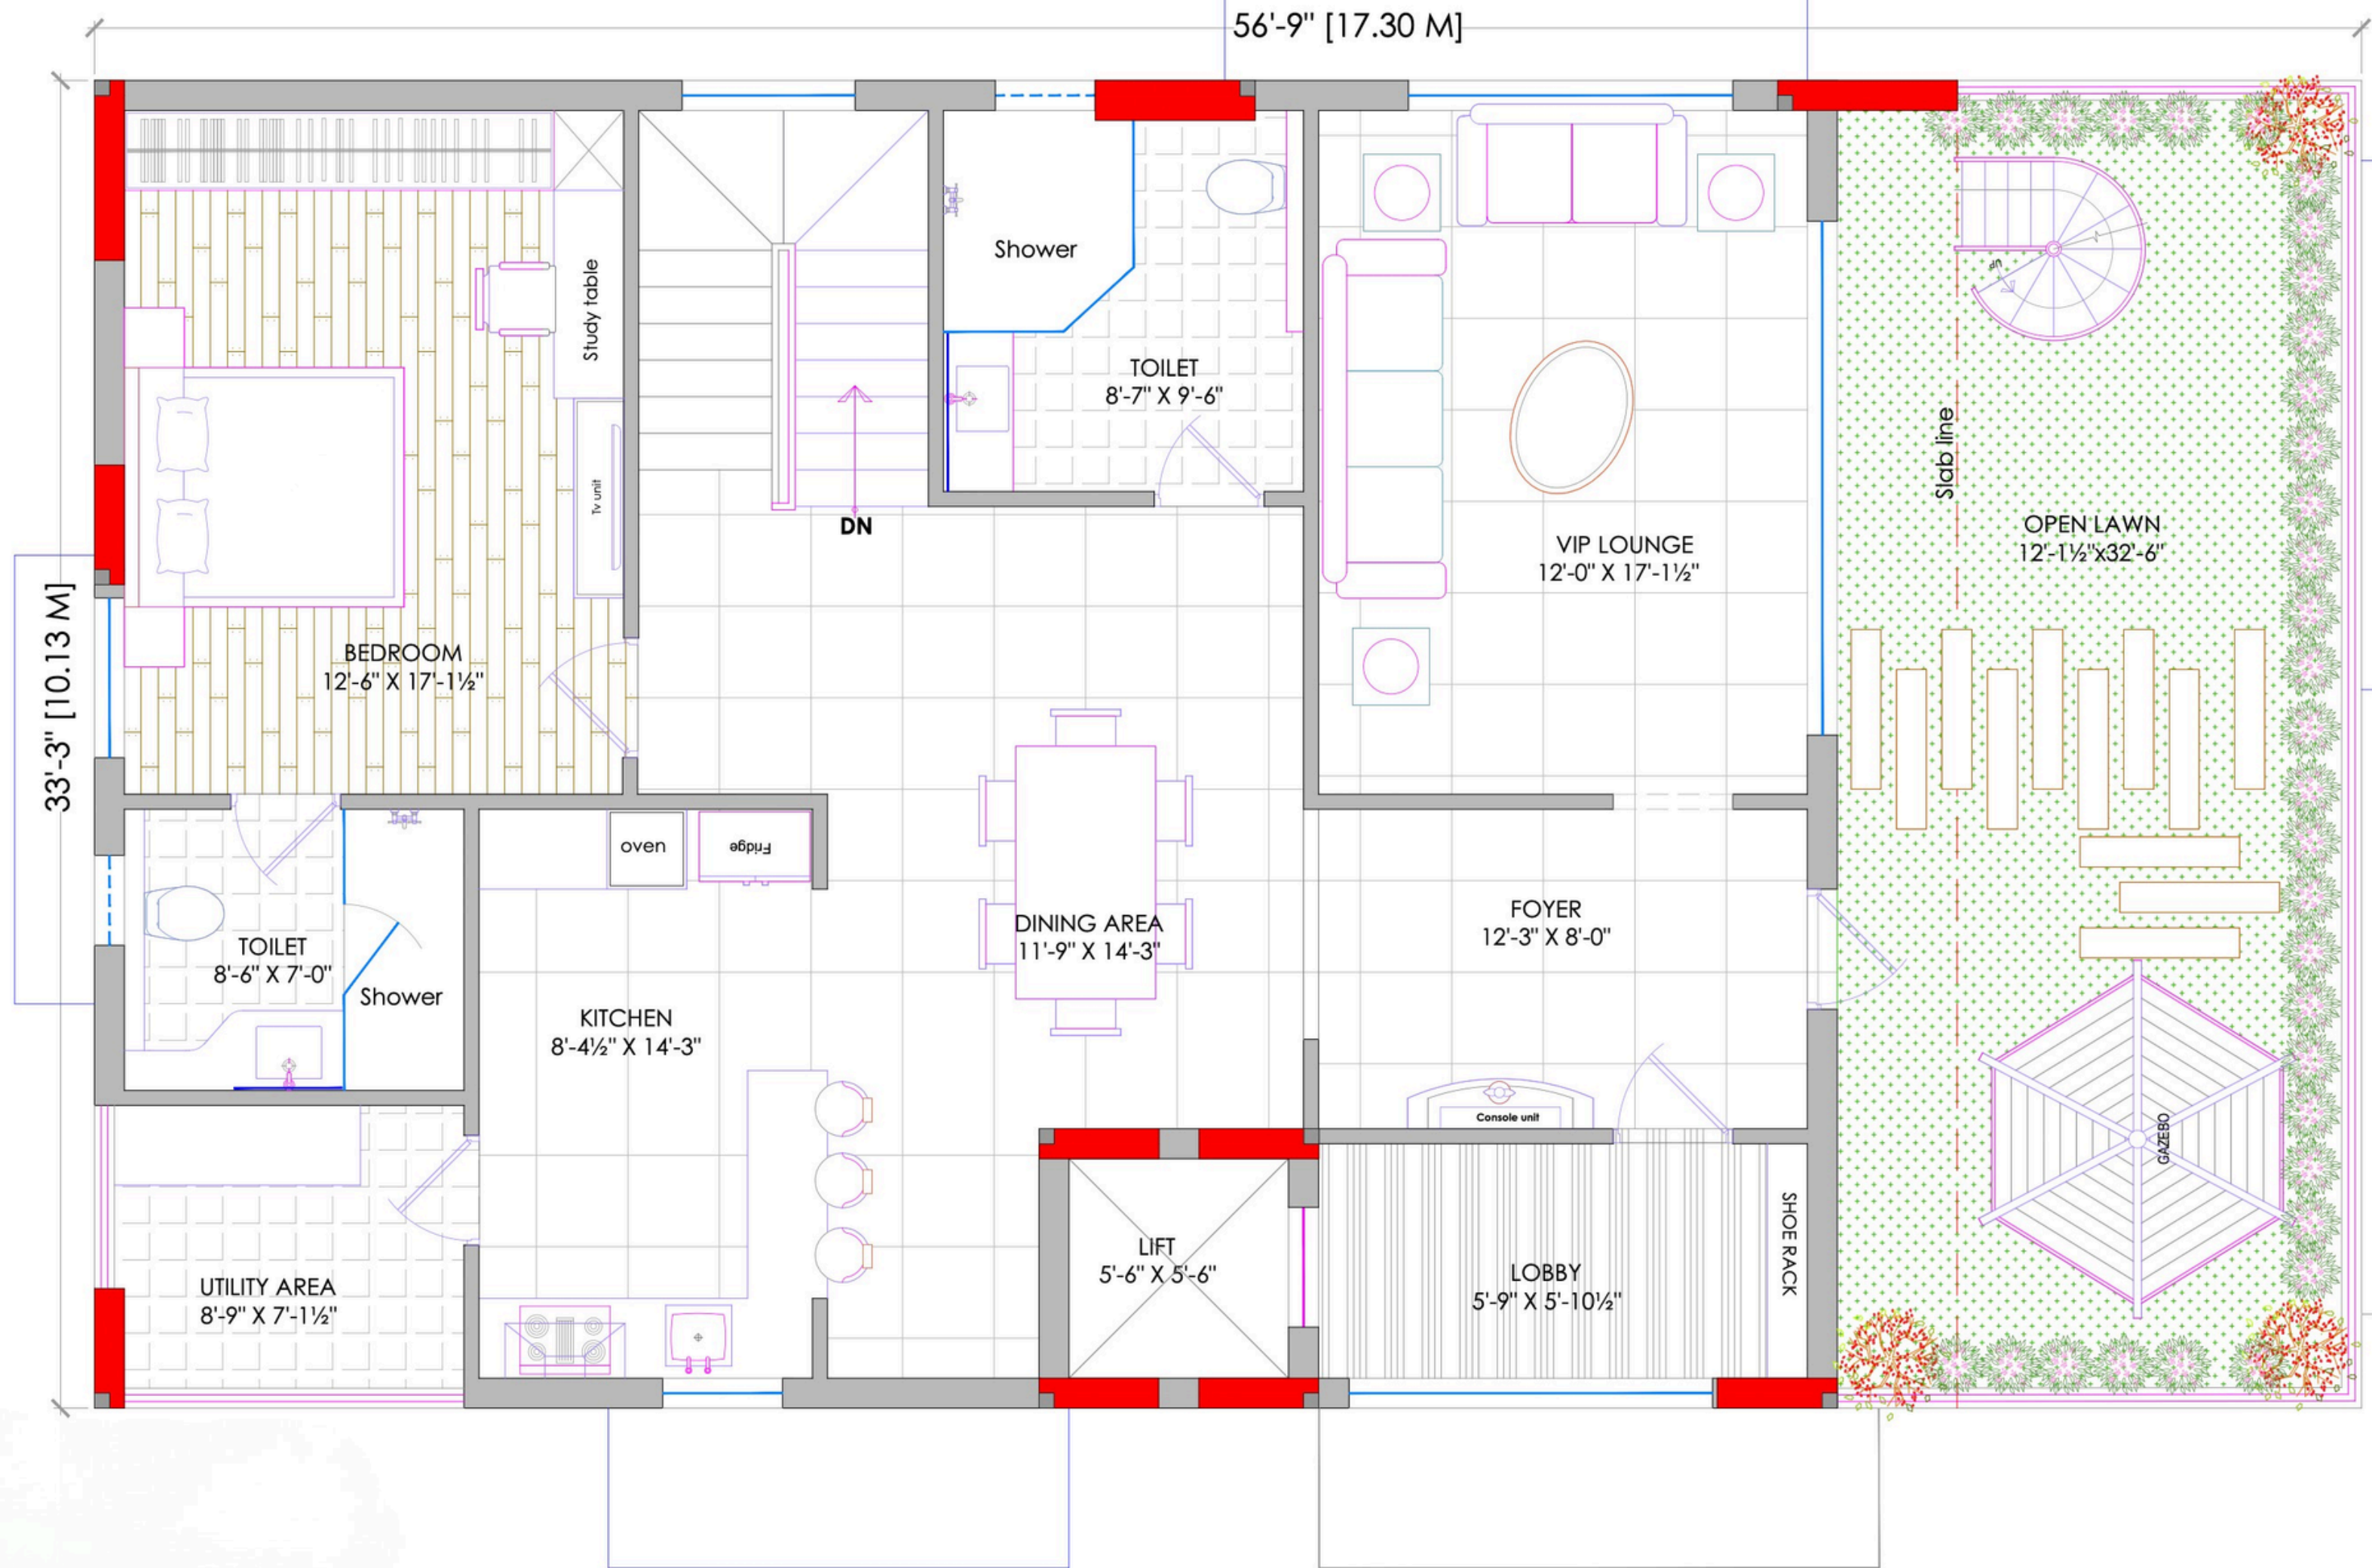 56'-9" [17.30 M]
33'-3" [10.13 M]
Study table
Tv unit
BEDROOM
12'-6" X 17'-1½"
DN
Shower
TOILET
8'-7" X 9'-6"
VIP LOUNGE
12'-0" X 17'-1½"
Slab line
UP
OPEN LAWN
12'-1½"x32'-6"
TOILET
8'-6" X 7'-0"
Shower
oven
Fridge
KITCHEN
8'-4½" X 14'-3"
DINING AREA
11'-9" X 14'-3"
FOYER
12'-3" X 8'-0"
Console unit
UTILITY AREA
8'-9" X 7'-1½"
LIFT
5'-6" X 5'-6"
LOBBY
5'-9" X 5'-10½"
SHOE RACK
GAZEBO